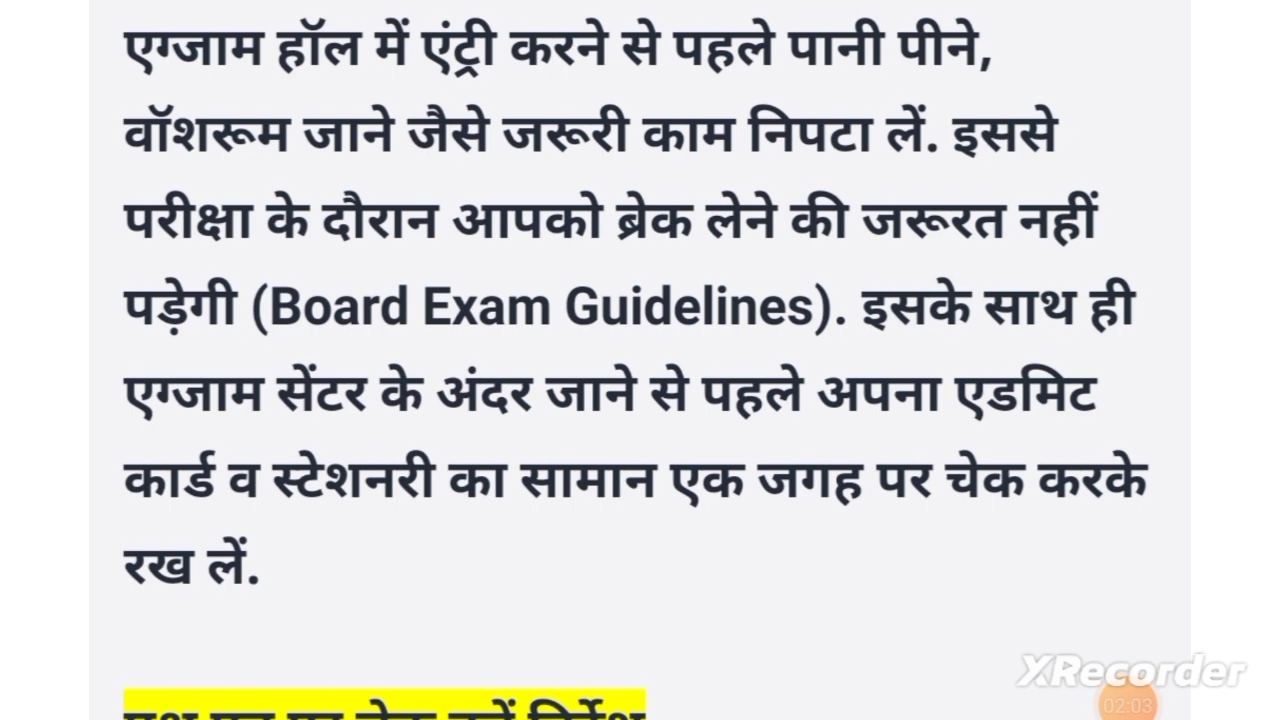 एग्जाम हॉल में एंट्री करने से पहले पानी पीने,
वॉशरूम जाने जैसे जरूरी काम निपटा लें. इससे
परीक्षा के दौरान आपको ब्रेक लेने की जरूरत नहीं
पड़ेगी (Board Exam Guidelines). इसके साथ ही
एग्जाम सेंटर के अंदर जाने से पहले अपना एडमिट
कार्ड व स्टेशनरी का सामान एक जगह पर चेक करके
रख लें.
XRecorder
02:03